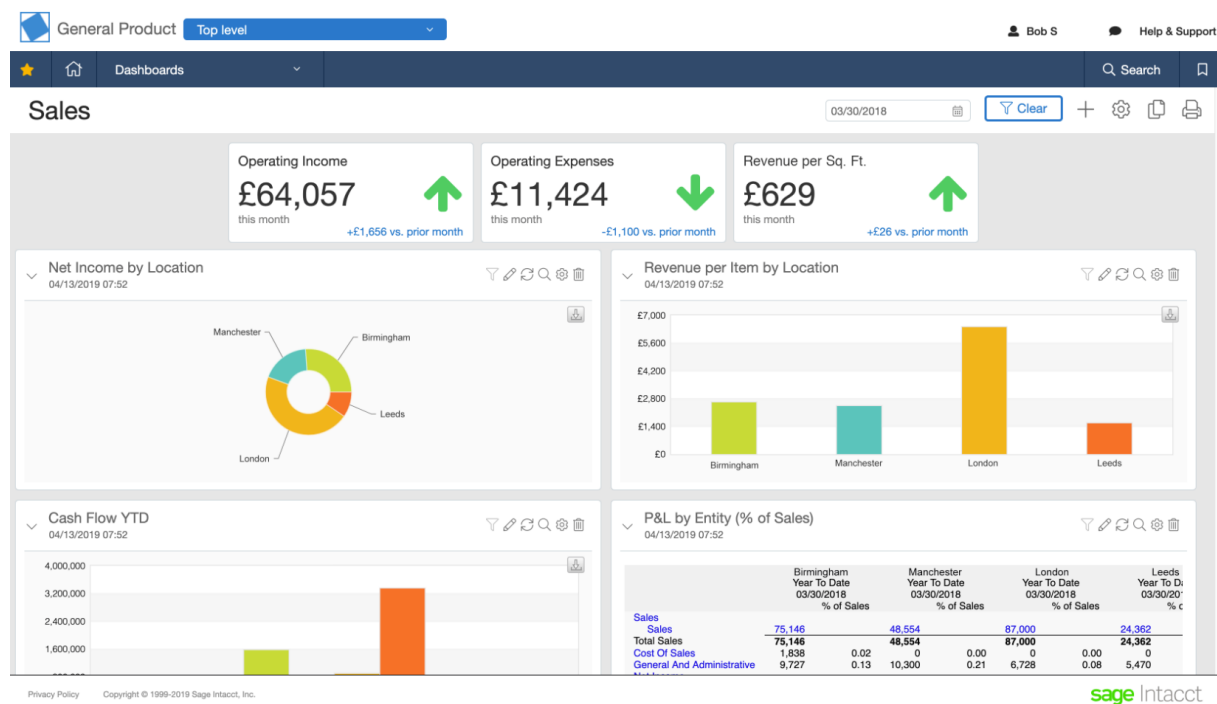 General Product
Top level
Bob S
Help & Support
Dashboards
Search
Sales
03/30/2018
Clear
Operating Income
£64,057
this month
+£1,656 vs. prior month
Operating Expenses
£11,424
this month
-£1,100 vs. prior month
Revenue per Sq. Ft.
£629
this month
+£26 vs. prior month
Net Income by Location
04/13/2019 07:52
Manchester
Birmingham
Leeds
London
Revenue per Item by Location
04/13/2019 07:52
£7,000
£5,600
£4,200
£2,800
£1,400
£0
Birmingham Manchester London Leeds
Cash Flow YTD
04/13/2019 07:52
4,000,000
3,200,000
2,400,000
1,600,000
P&L by Entity (% of Sales)
04/13/2019 07:52
Birmingham Manchester London Leeds
Year To Date Year To Date Year To Date Year To Da
03/30/2018 03/30/2018 03/30/2018 03/30/201
% of Sales % of Sales % of Sales %
Sales
Sales 75,146 48,554 87,000 24,362
Total Sales 75,146 48,554 87,000 24,362
Cost Of Sales 1,838 0.02 0 0.00 0 0.00 0
General And Administrative 9,727 0.13 10,300 0.21 6,728 0.08 5,470
Privacy Policy Copyright © 1999-2019 Sage Intacct, Inc.
sage Intacct